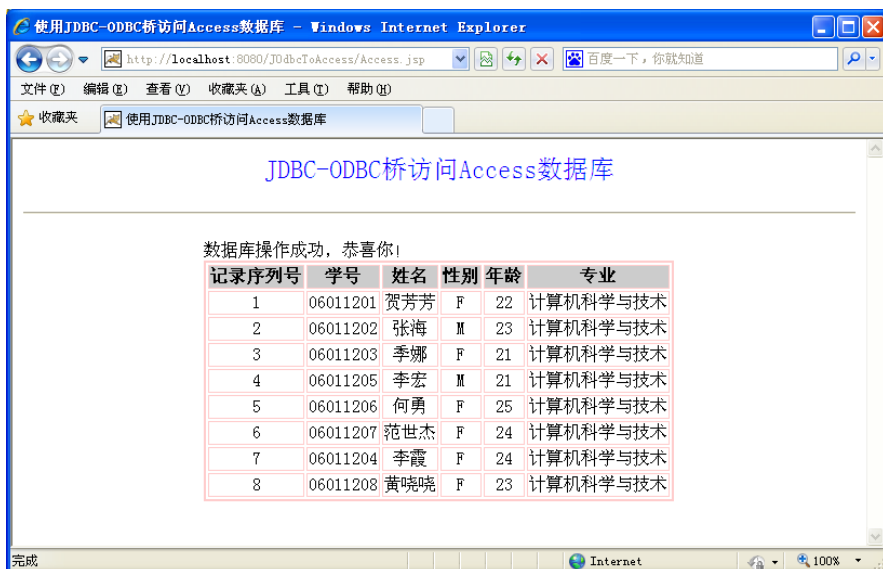 使用JDBC-ODBC桥访问Access数据库 - Windows Internet Explorer
http://localhost:8080/JOdbcToAccess/Access.jsp 百度一下，你就知道
文件(F) 编辑(E) 查看(V) 收藏夹(A) 工具(T) 帮助(H)
收藏夹 使用JDBC-ODBC桥访问Access数据库
JDBC-ODBC桥访问Access数据库
数据库操作成功，恭喜你!
记录序列号 学号 姓名 性别 年龄 专业
1 06011201 贺芳芳 F 22 计算机科学与技术
2 06011202 张海 M 23 计算机科学与技术
3 06011203 季娜 F 21 计算机科学与技术
4 06011205 李宏 M 21 计算机科学与技术
5 06011206 何勇 F 25 计算机科学与技术
6 06011207 范世杰 F 24 计算机科学与技术
7 06011204 李霞 F 24 计算机科学与技术
8 06011208 黄哓哓 F 23 计算机科学与技术
完成 Internet 100%